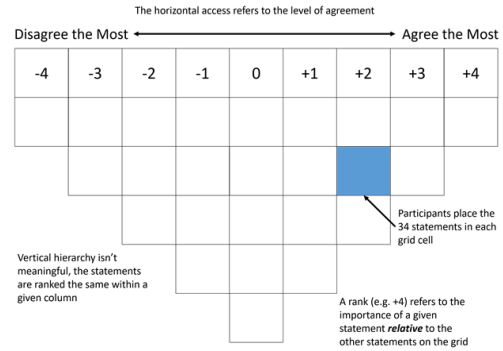 The horizontal access refers to the level of agreement
Disagree the Most
Agree the Most
-4 -3 -2 -1 0 +1 +2 +3 +4
Participants place the
34 statements in each
grid cell
Vertical hierarchy isn't
meaningful, the statements
are ranked the same within a
given column
A rank (e.g. +4) refers to the
importance of a given
statement relative to the
other statements on the grid